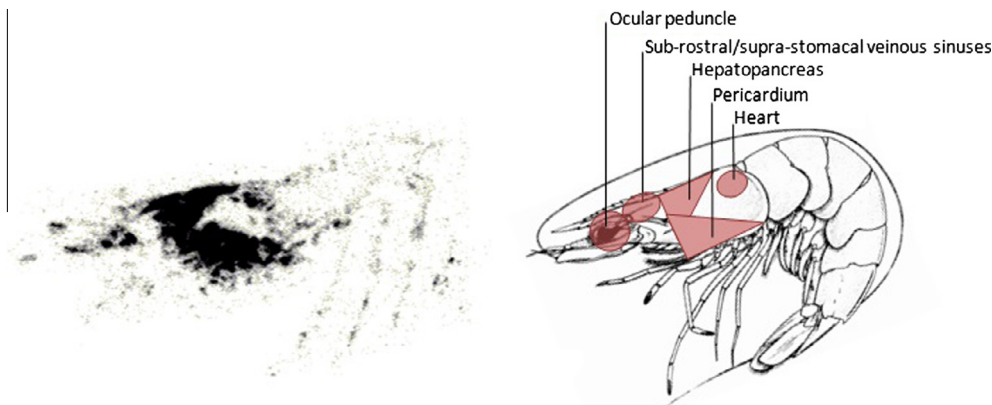 Ocular peduncle
Sub-rostral/supra-stomacal veinous sinuses
Hepatopancreas
Pericardium
Heart